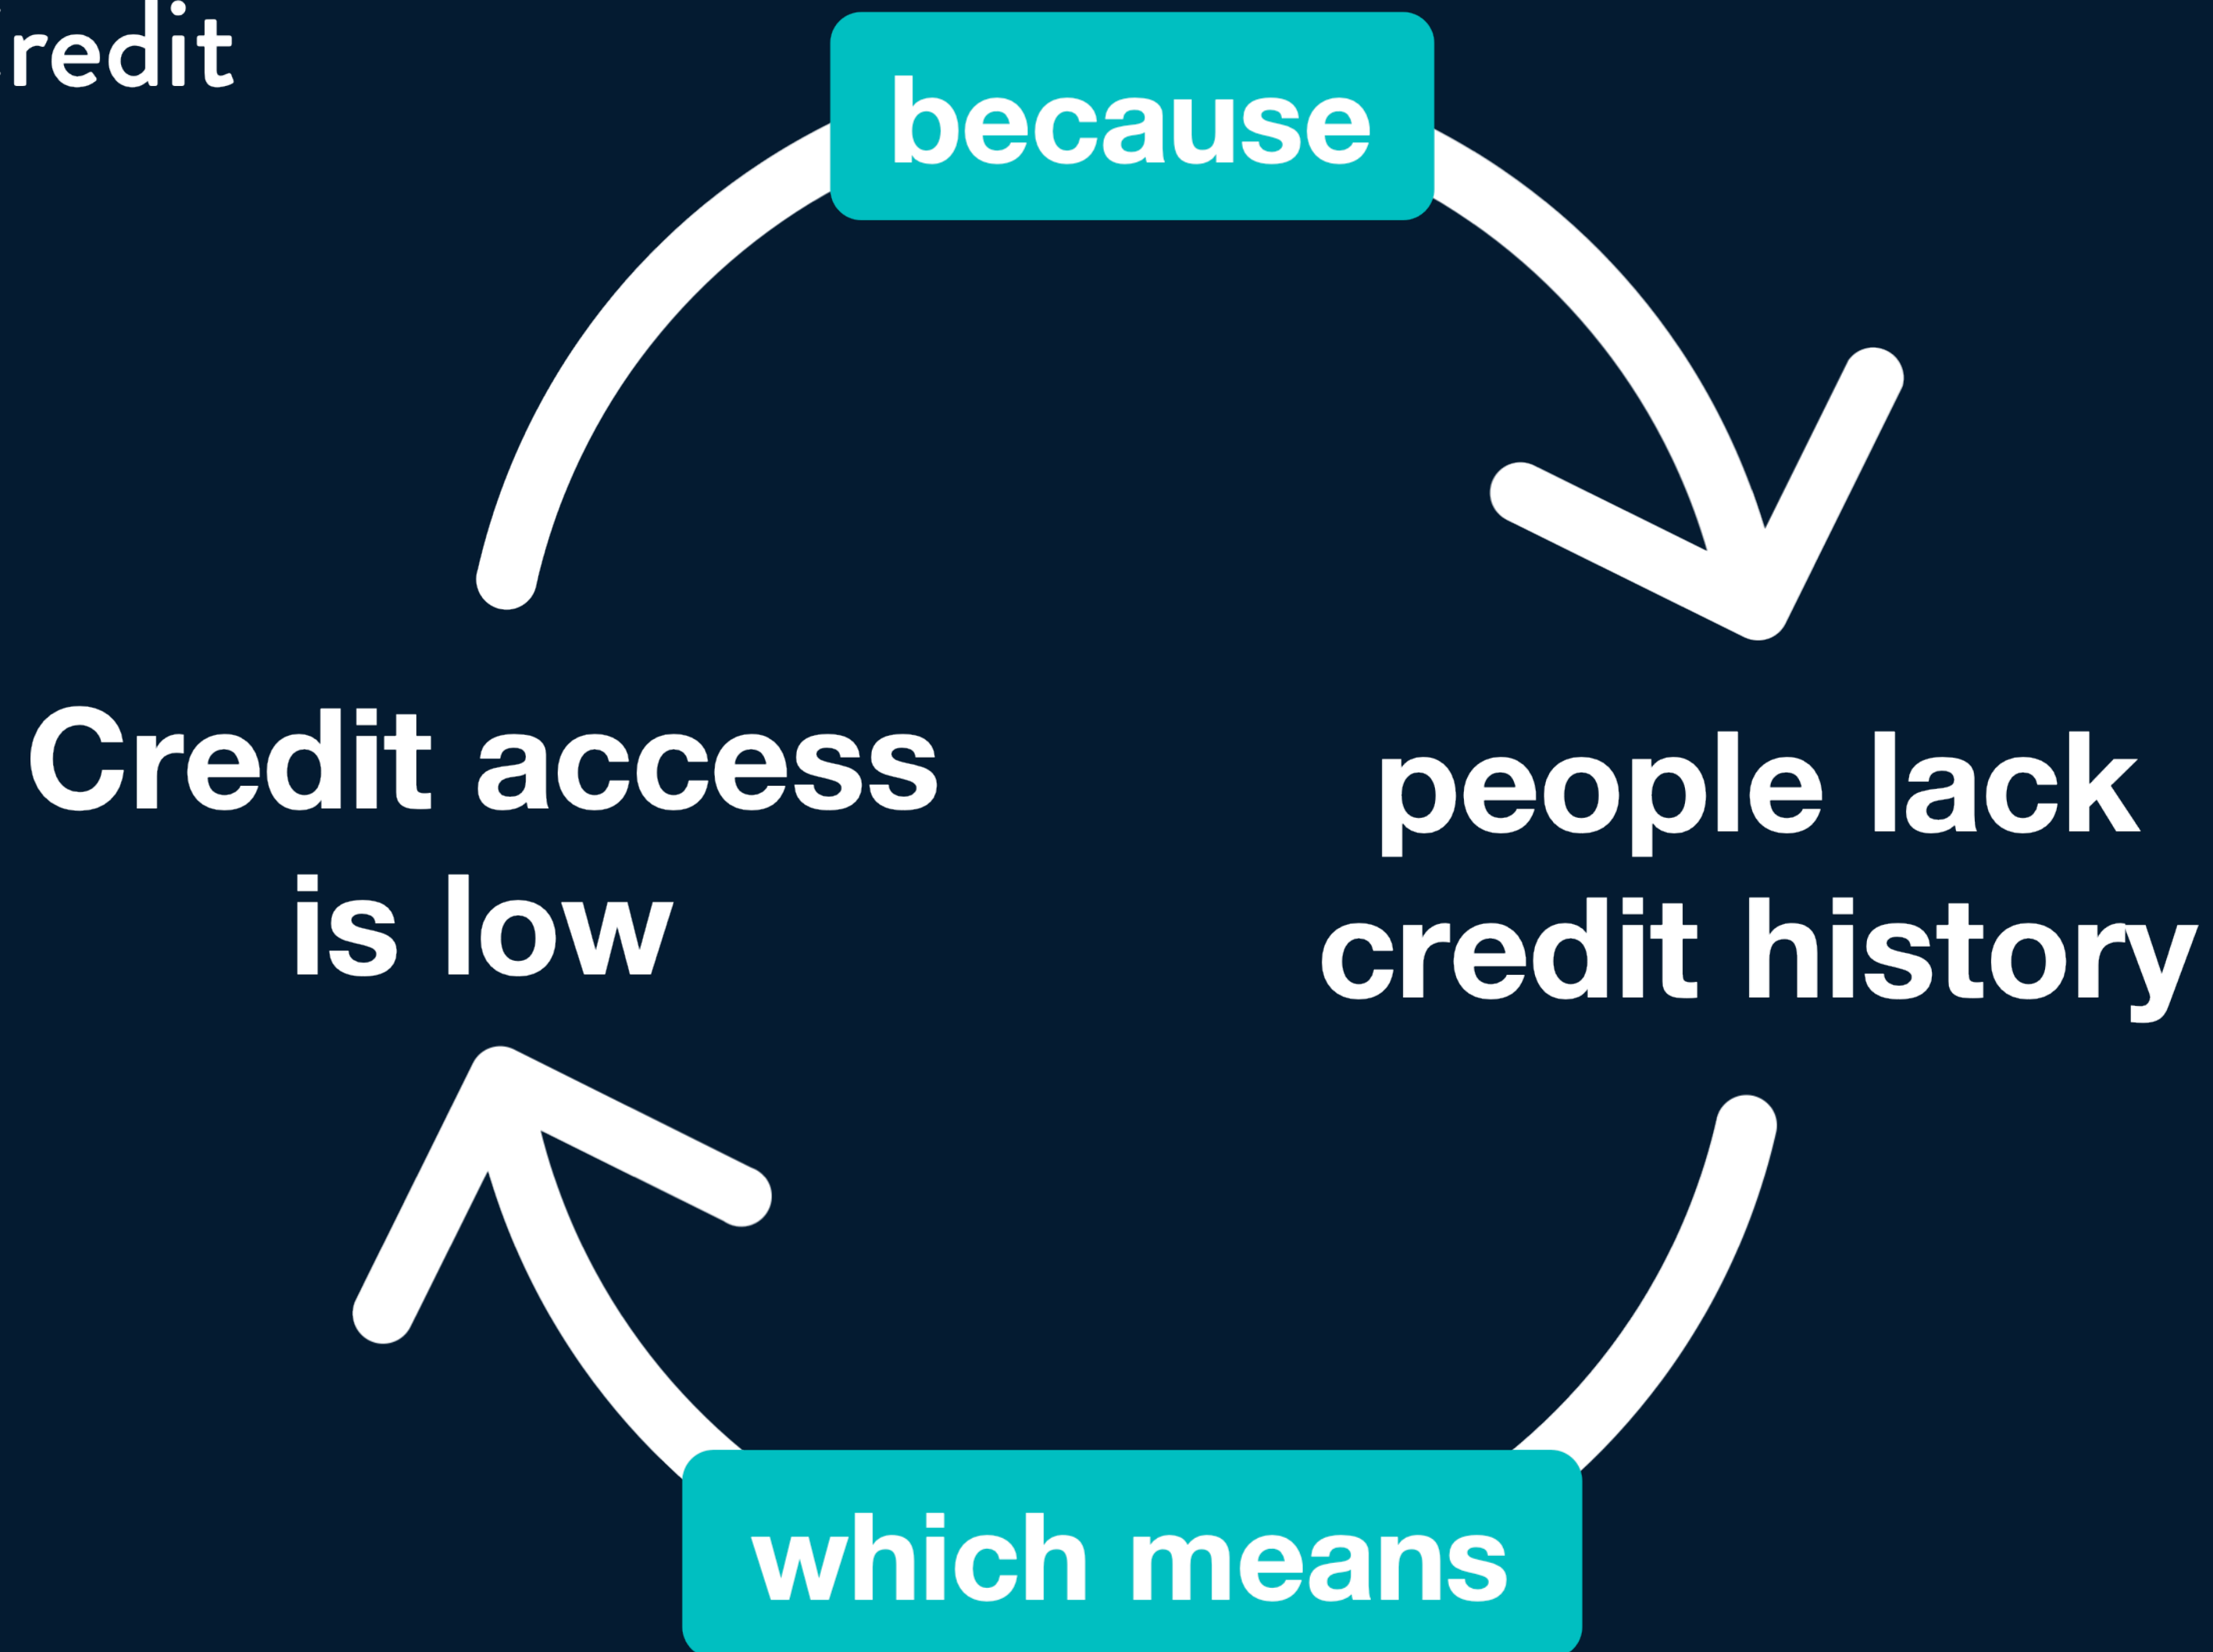 redit
because
Credit access
is low
people lack
credit history
which means